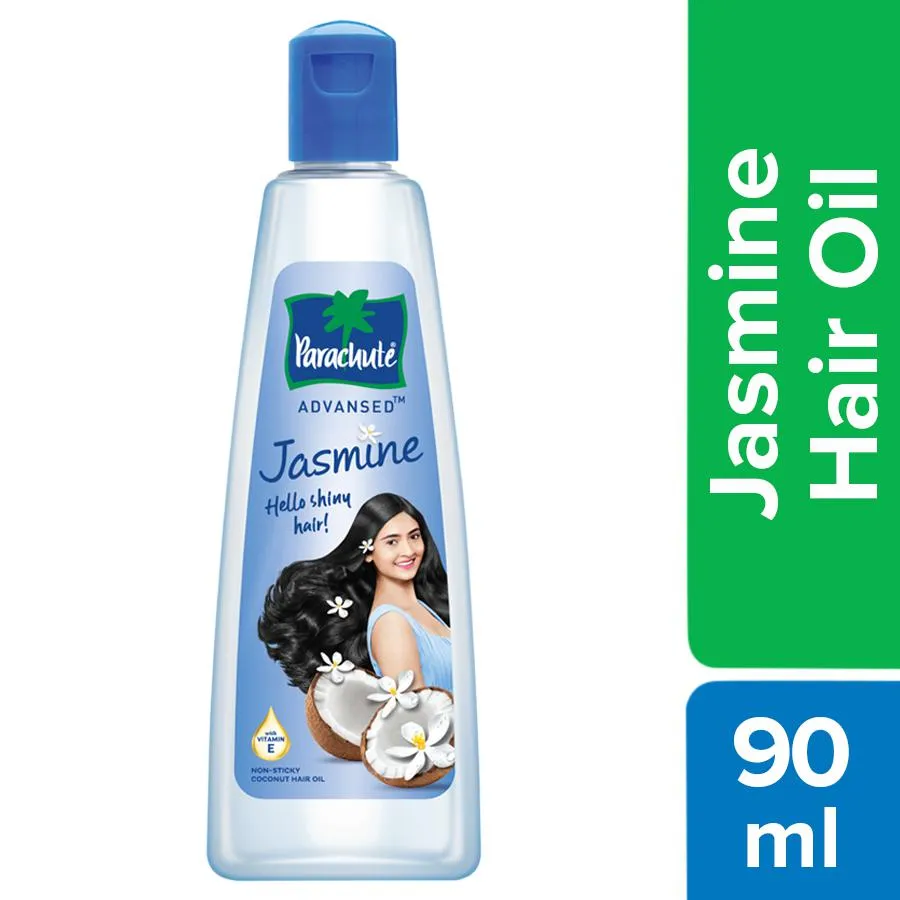 Parachute®
ADVANSED™
Jasmine
Hello shiny
hair!
with
VITAMIN
E
NON-STICKY
COCONUT HAIR OIL
Jasmine
Hair Oil
90
ml